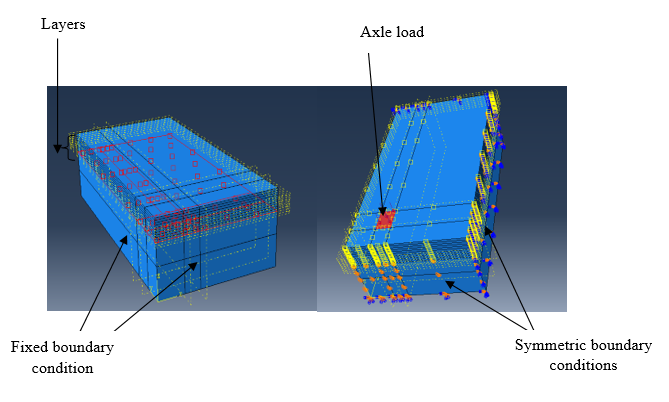 Layers
Axle load
Fixed boundary
condition
Symmetric boundary
conditions